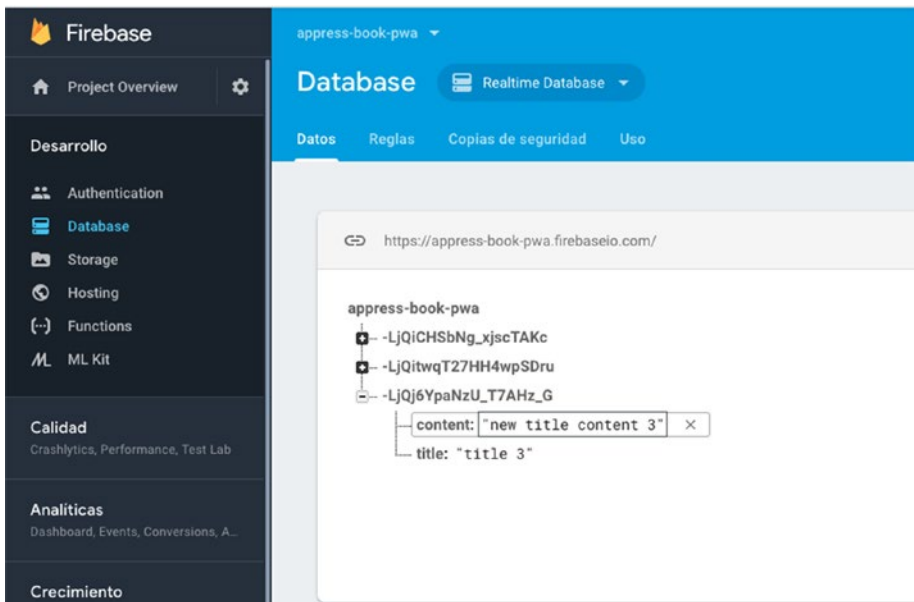 Firebase
Project Overview
Desarrollo
Authentication
Database
Storage
Hosting
Functions
ML Kit
Calidad
Crashlytics, Performance, Test Lab
Analíticas
Dashboard, Events, Conversions, A...
Crecimiento
appress-book-pwa
Database
Realtime Database
Datos Reglas Copias de seguridad Uso
https://appress-book-pwa.firebaseio.com/
appress-book-pwa
-LjQiCHSbNg_xjscTAKc
-LjQitwqT27HH4wpSDru
-LjQj6YpaNzU_T7AHz_G
content: "new title content 3" ×
title: "title 3"